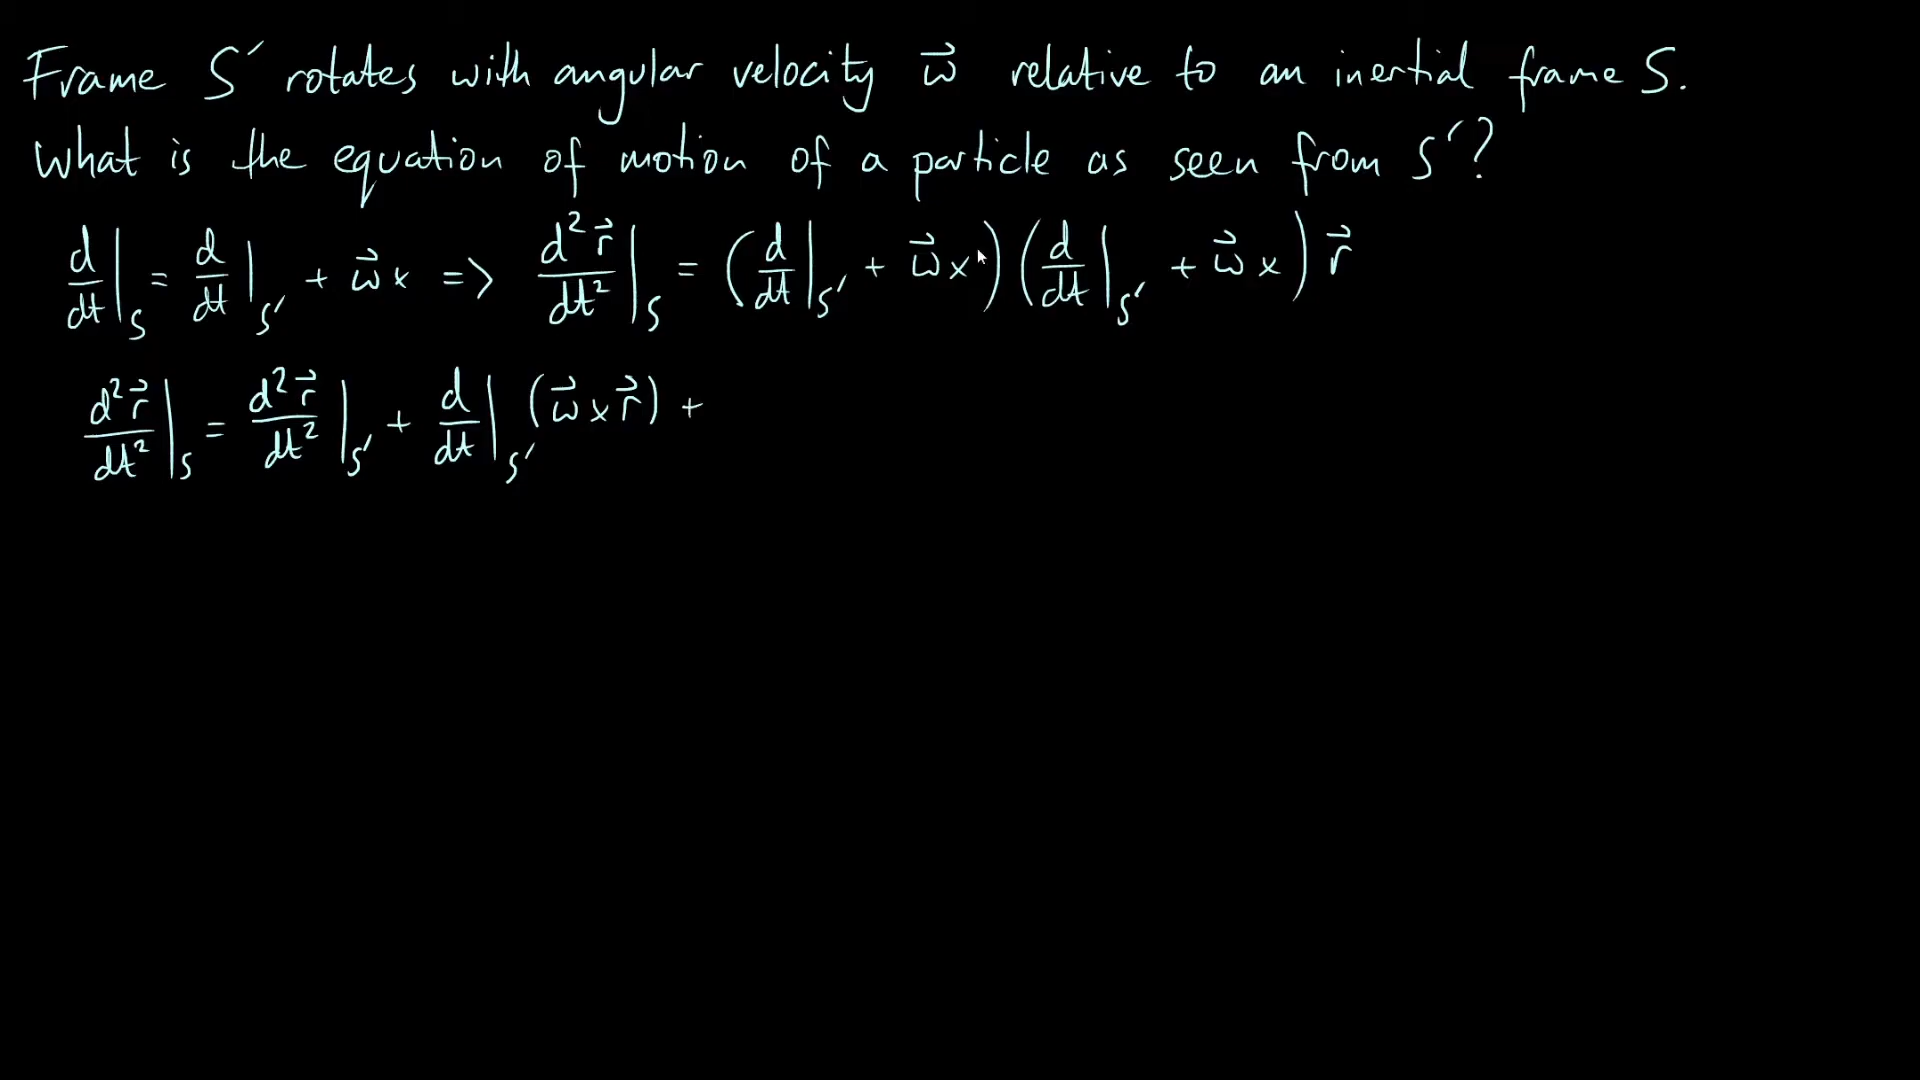 Frame S′ rotates with angular velocity ω⃗ relative to an inertial frame S.
What is the equation of motion of a particle as seen from S′?
d/dt|_S = d/dt|_S′ + ω⃗ × => d²r⃗/dt²|_S = (d/dt|_S′ + ω⃗ ×)(d/dt|_S′ + ω⃗ ×) r⃗
d²r⃗/dt²|_S = d²r⃗/dt²|_S′ + d/dt|_S′ (ω⃗ × r⃗) +